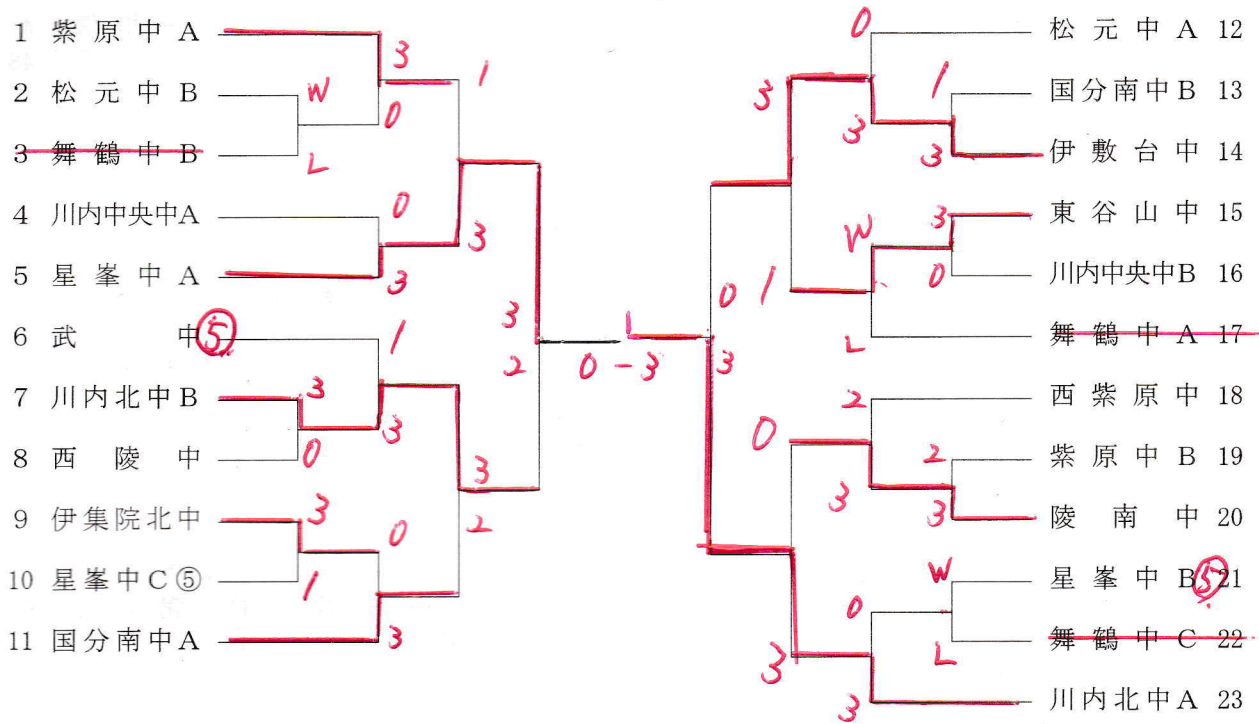 1 紫原中A
2 松元中B
3 舞鶴中B
4 川内中央中A
5 星峯中A
6 武中⑤
7 川内北中B
8 西陵中
9 伊集院北中
10 星峯中C⑤
11 国分南中A
3
0
W
L
1
0
3
3
1
3
3
0
3
1
0
3
3
2
3
2
0-3
松元中A 12
国分南中B 13
伊敷台中 14
東谷山中 15
川内中央中B 16
舞鶴中A 17
西紫原中 18
紫原中B 19
陵南中 20
星峯中B⑤ 21
舞鶴中C 22
川内北中A 23
0
1
3
3
3
3
0
W
L
1
0
3
2
2
3
3
0
W
L
0
3
3